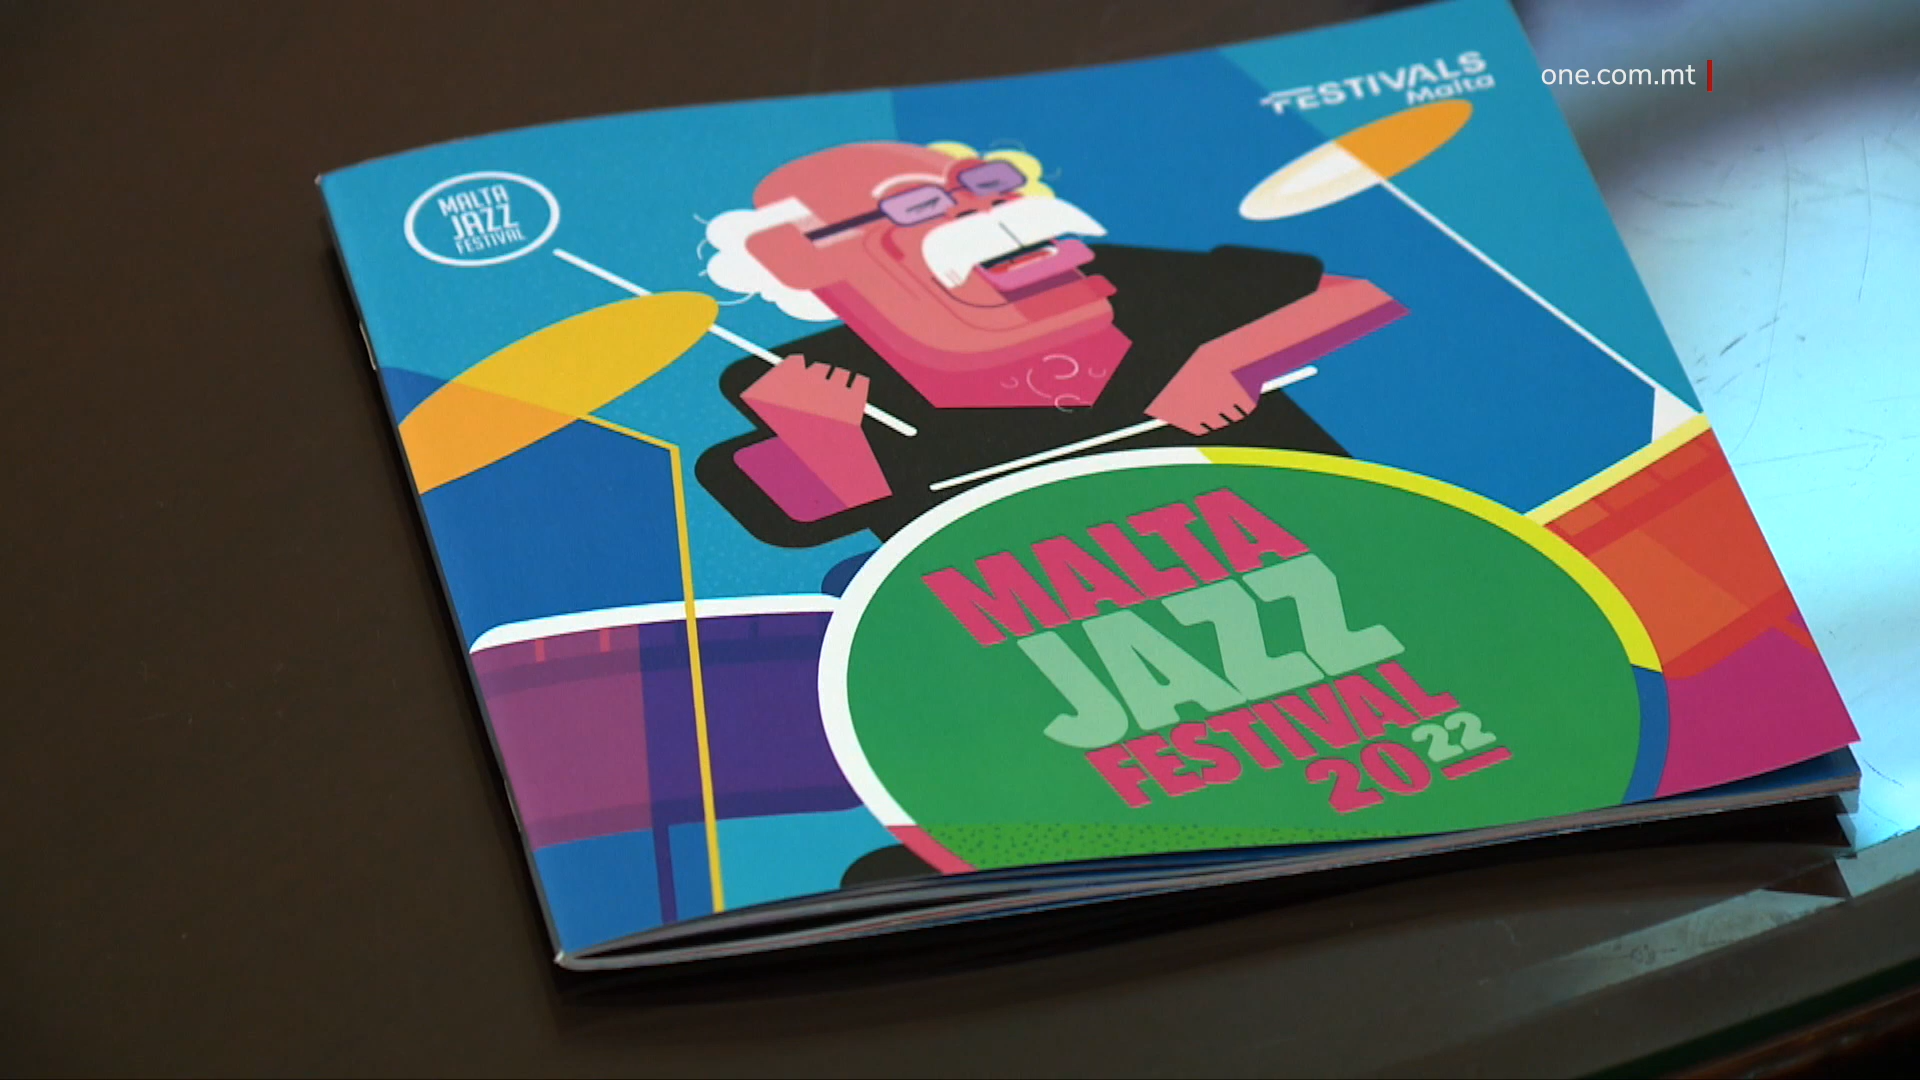 FESTIVALS
Malta
one.com.mt
MALTA
JAZZ
FESTIVAL
MALTA
JAZZ
FESTIVAL
2022